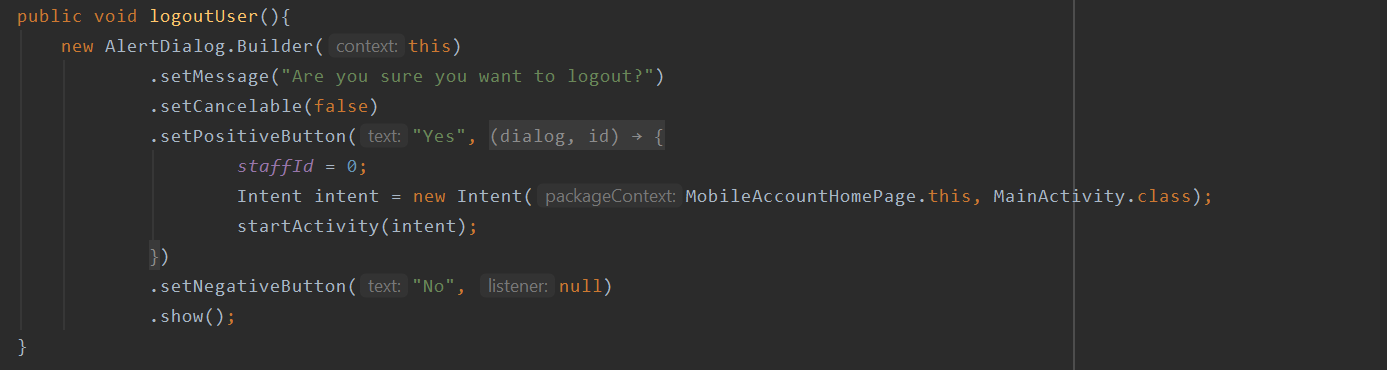 public void logoutUser(){
new AlertDialog.Builder( context: this)
.setMessage("Are you sure you want to logout?")
.setCancelable(false)
.setPositiveButton( text: "Yes", (dialog, id) → {
staffId = 0;
Intent intent = new Intent( packageContext: MobileAccountHomePage.this, MainActivity.class);
startActivity(intent);
})
.setNegativeButton( text: "No", listener: null)
.show();
}